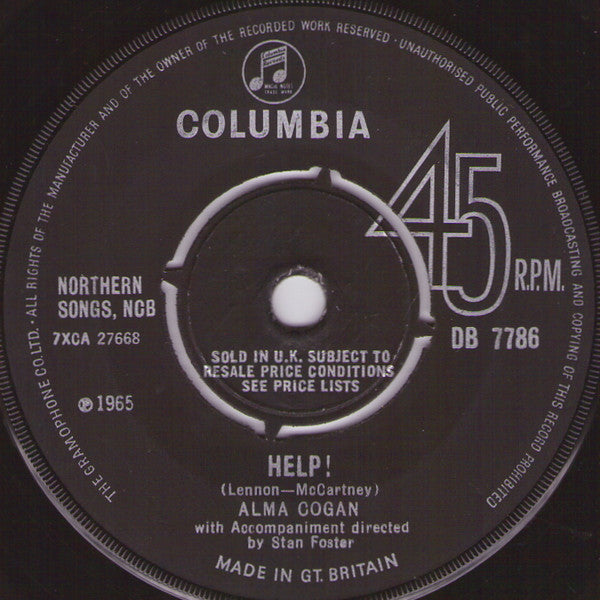 THE GRAMOPHONE CO. LTD. · ALL RIGHTS OF THE MANUFACTURER AND OF THE OWNER OF THE RECORDED WORK RESERVED · UNAUTHORISED PUBLIC PERFORMANCE BROADCASTING AND COPYING OF THIS RECORD PROHIBITED
COLUMBIA
45 R.P.M.
NORTHERN
SONGS, NCB
7XCA 27668
DB 7786
SOLD IN U.K. SUBJECT TO
RESALE PRICE CONDITIONS
SEE PRICE LISTS
℗ 1965
HELP!
(Lennon—McCartney)
ALMA COGAN
with Accompaniment directed
by Stan Foster
MADE IN GT. BRITAIN